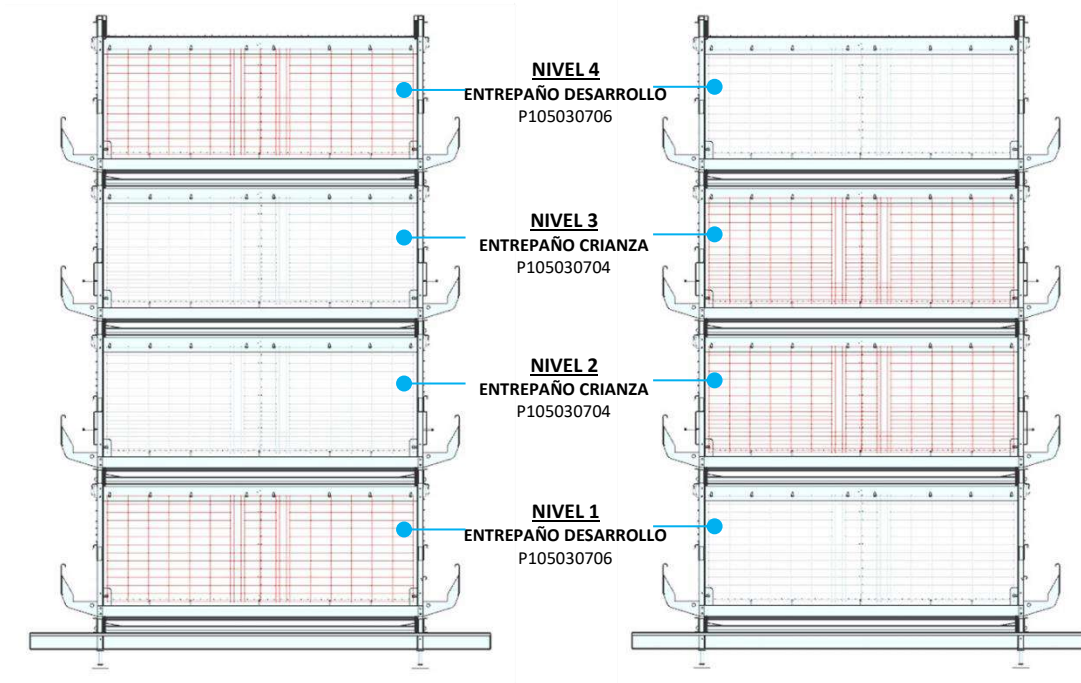 NIVEL 4
ENTREPAÑO DESARROLLO
P105030706
NIVEL 3
ENTREPAÑO CRIANZA
P105030704
NIVEL 2
ENTREPAÑO CRIANZA
P105030704
NIVEL 1
ENTREPAÑO DESARROLLO
P105030706